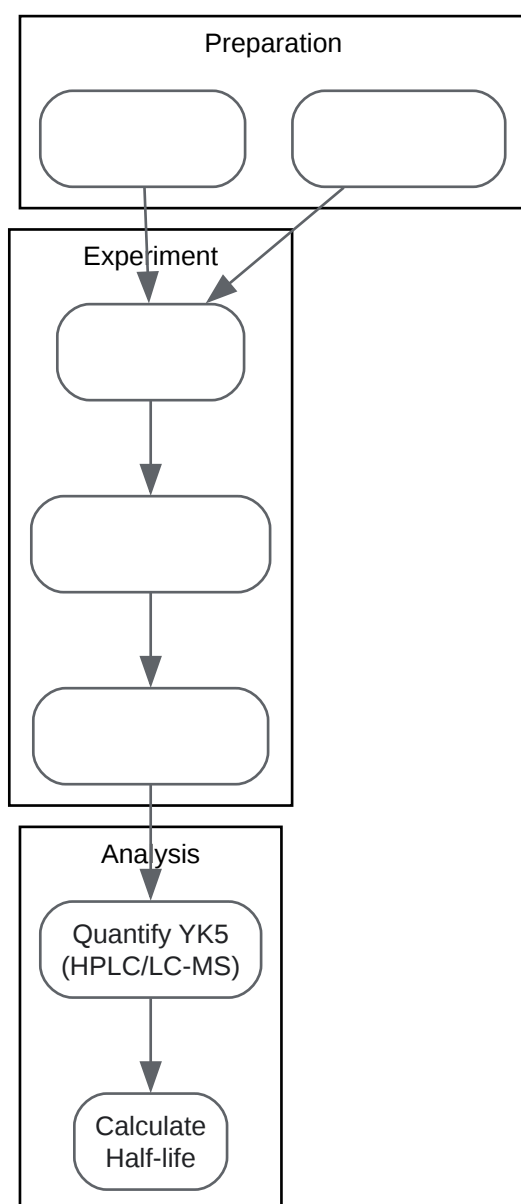 Preparation
Experiment
Analysis
Quantify YK5
(HPLC/LC-MS)
Calculate
Half-life